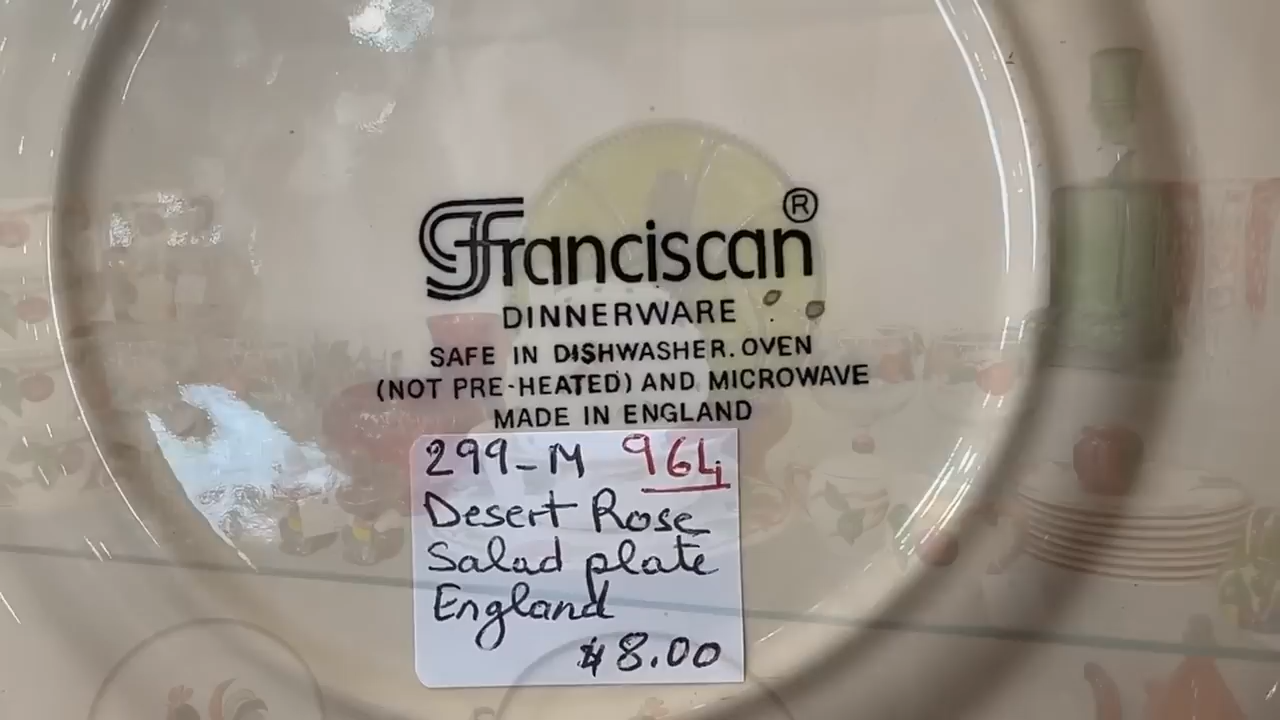 Franciscan®
DINNERWARE
SAFE IN DISHWASHER. OVEN
(NOT PRE-HEATED) AND MICROWAVE
MADE IN ENGLAND
299-M 964
Desert Rose
Salad plate
England
$8.00